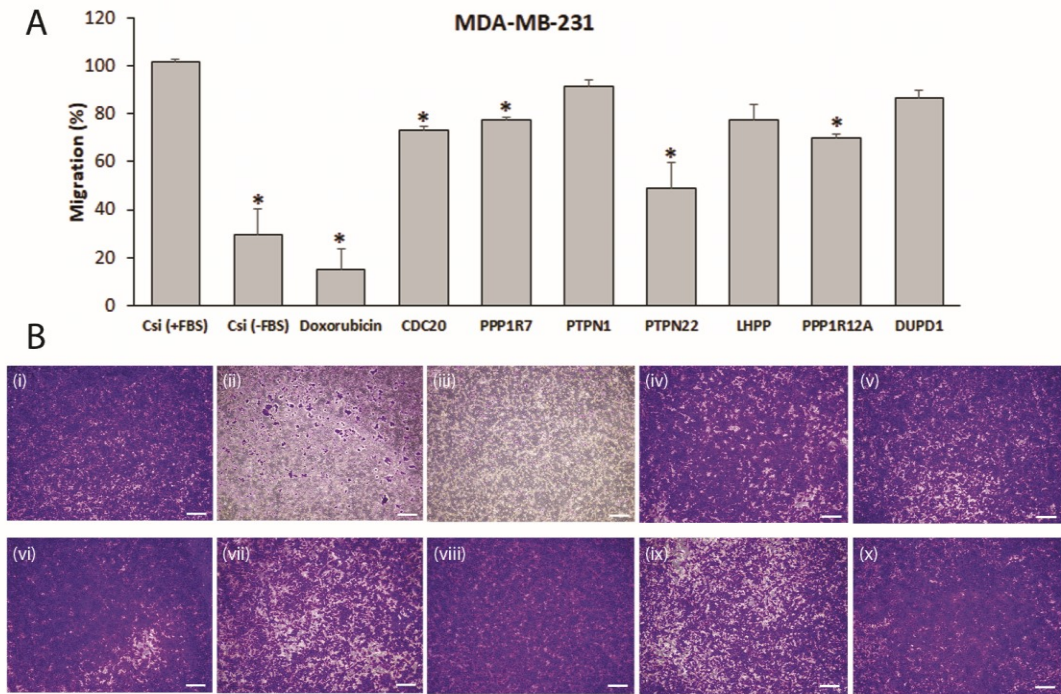 A
MDA-MB-231
Migration (%)
120
100
80
60
40
20
0
*
*
*
*
*
*
Csi (+FBS) Csi (-FBS) Doxorubicin CDC20 PPP1R7 PTPN1 PTPN22 LHPP PPP1R12A DUPD1
B
(i) (ii) (iii) (iv) (v)
(vi) (vii) (viii) (ix) (x)